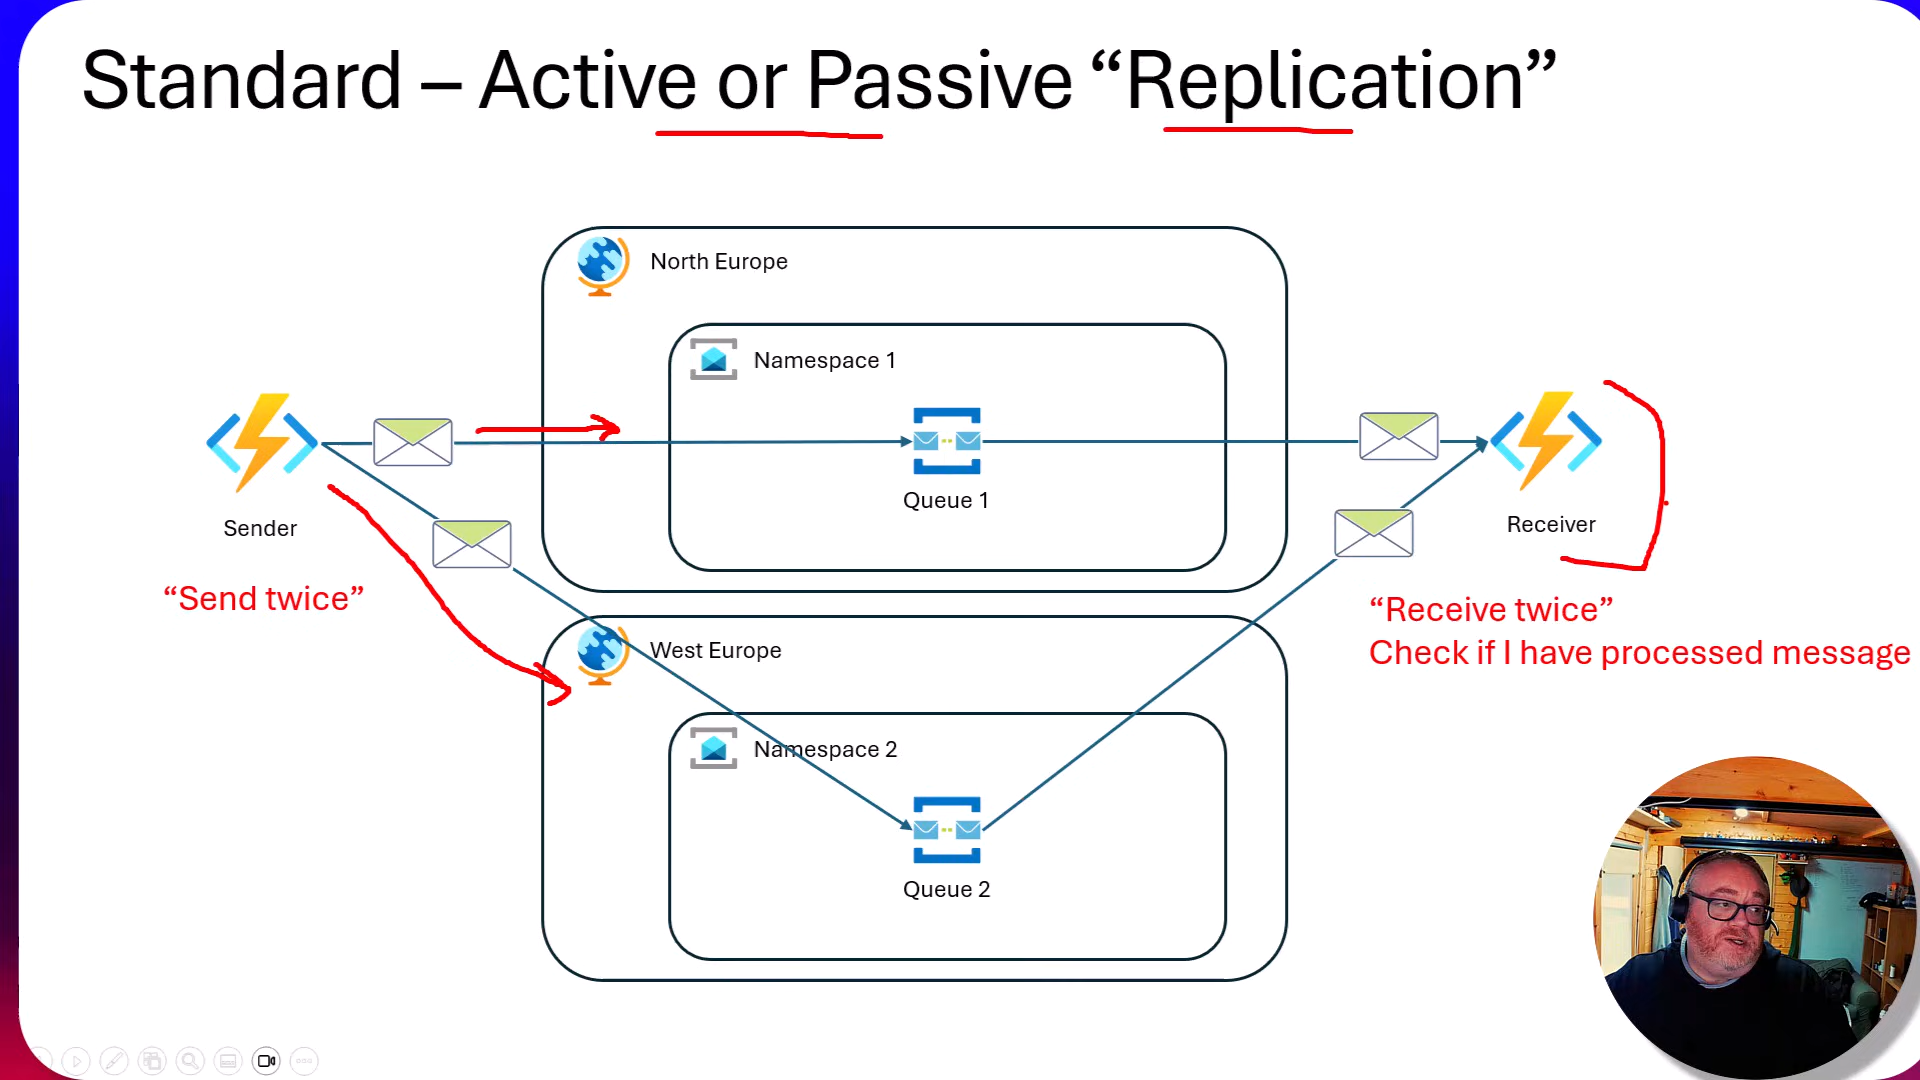 Standard – Active or Passive “Replication”
North Europe
Namespace 1
Queue 1
Sender
Receiver
“Send twice”
“Receive twice”
Check if I have processed message
West Europe
Namespace 2
Queue 2